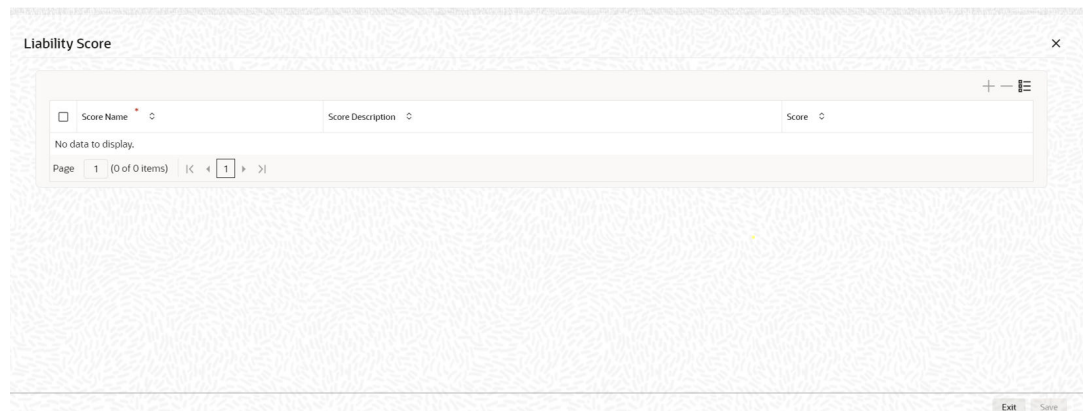 Liability Score
Score Name * Score Description Score
No data to display.
Page 1 (0 of 0 items) 1
Exit Save